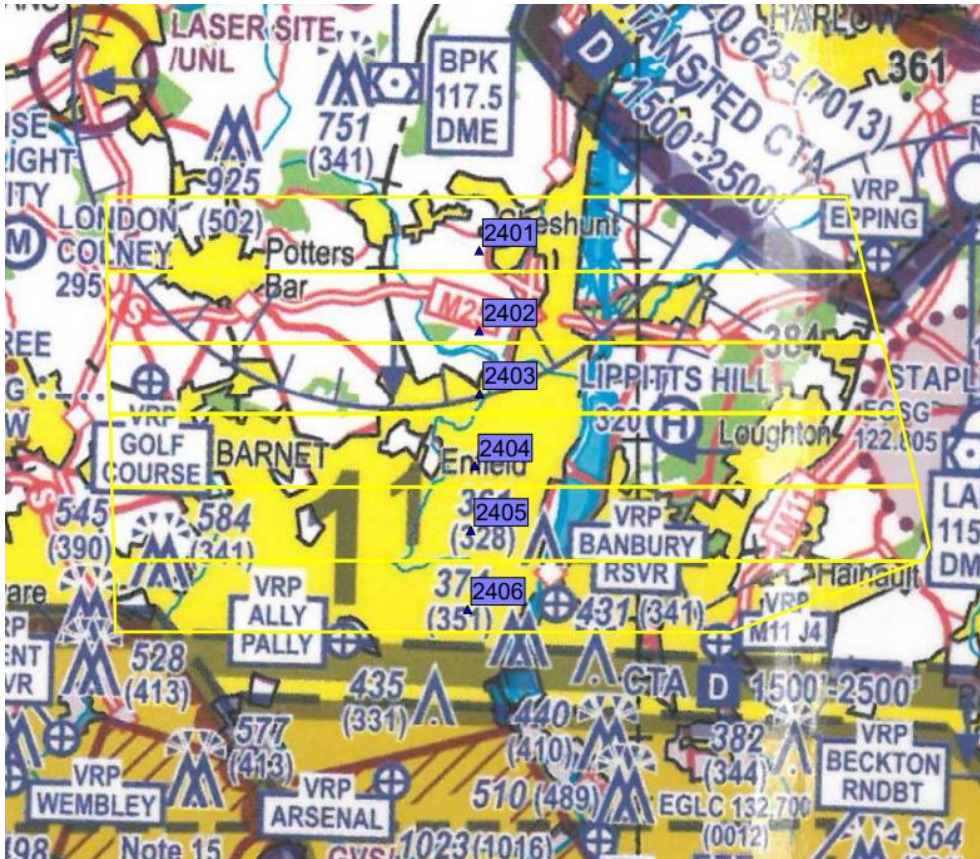 LASER SITE
/UNL
BPK
117.5
DME
751
(341)
925
(502)
LONDON
COLNEY
295
M
Potters
Bar
D
STANSTED CTA
1500'-2500'
20.625 (7013)
HARLOW
361
VRP
EPPING
2401
2402
2403
2404
2405
2406
384
LIPPITTS HILL
320
H
Loughton
STAPL
EGSG
122.805
VRP
GOLF
COURSE
BARNET
Enfield
11
545
(390)
584
(341)
(328)
VRP
BANBURY
RSVR
M11
Hainault
LA
115
DME
VRP
ALLY
PALLY
(351)
431 (341)
VRP
M11 J4
528
(413)
435
(331)
CTA
D
1500'-2500'
577
(413)
440
(410)
382
(344)
VRP
BECKTON
RNDBT
VRP
WEMBLEY
VRP
ARSENAL
510 (489)
EGLC 132.700
(0012)
Note 15
1023 (1016)
364